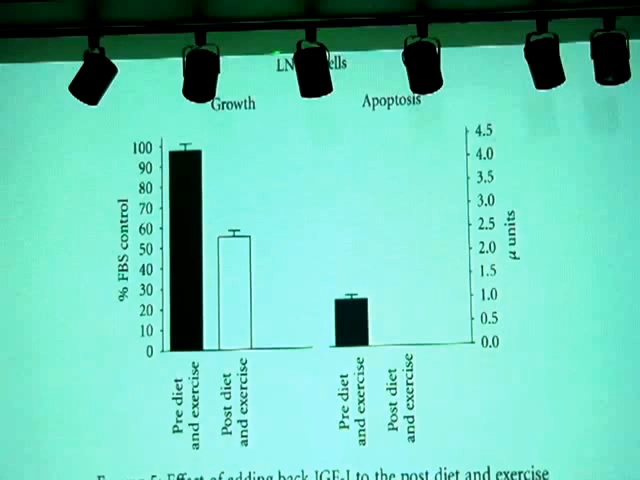 Growth
Apoptosis
100
90
80
70
60
50
40
30
20
10
0
% FBS control
4.5
4.0
3.5
3.0
2.5
2.0
1.5
1.0
0.5
0.0
μ units
Pre diet
and exercise
Post diet
and exercise
Pre diet
and exercise
Post diet
and exercise
Effect of adding back IGF-I to the post diet and exercise